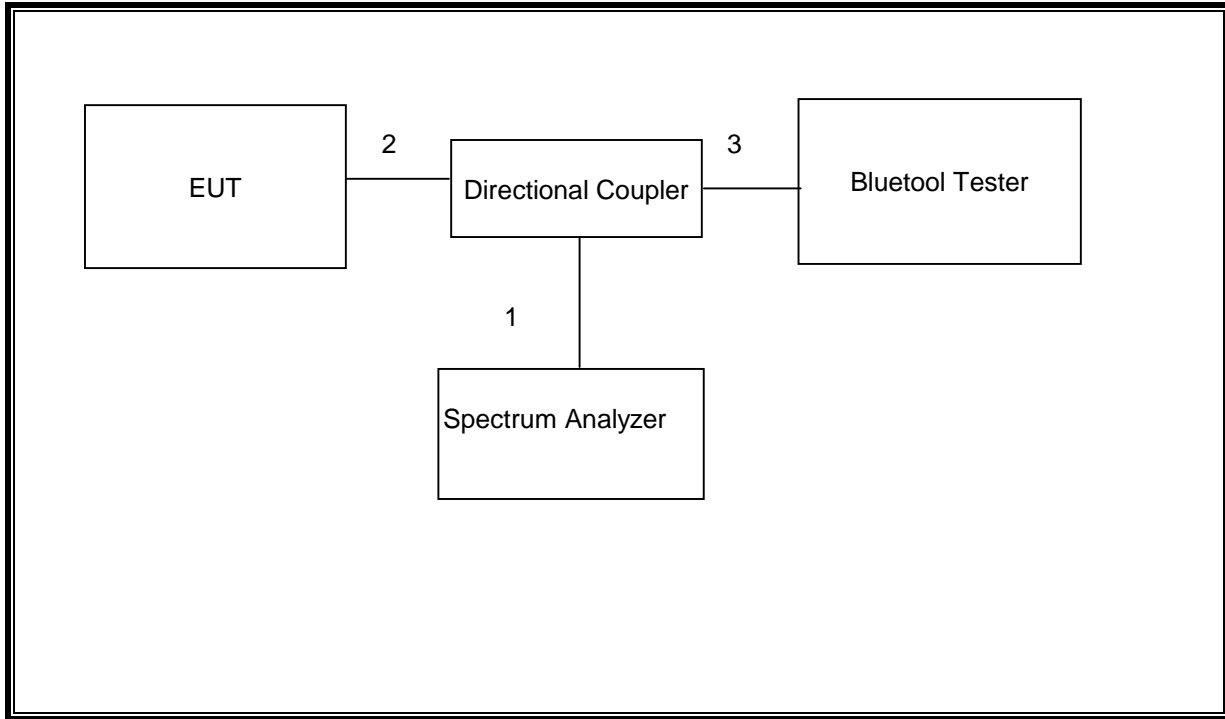 2
3
EUT
Directional Coupler
Bluetool Tester
1
Spectrum Analyzer